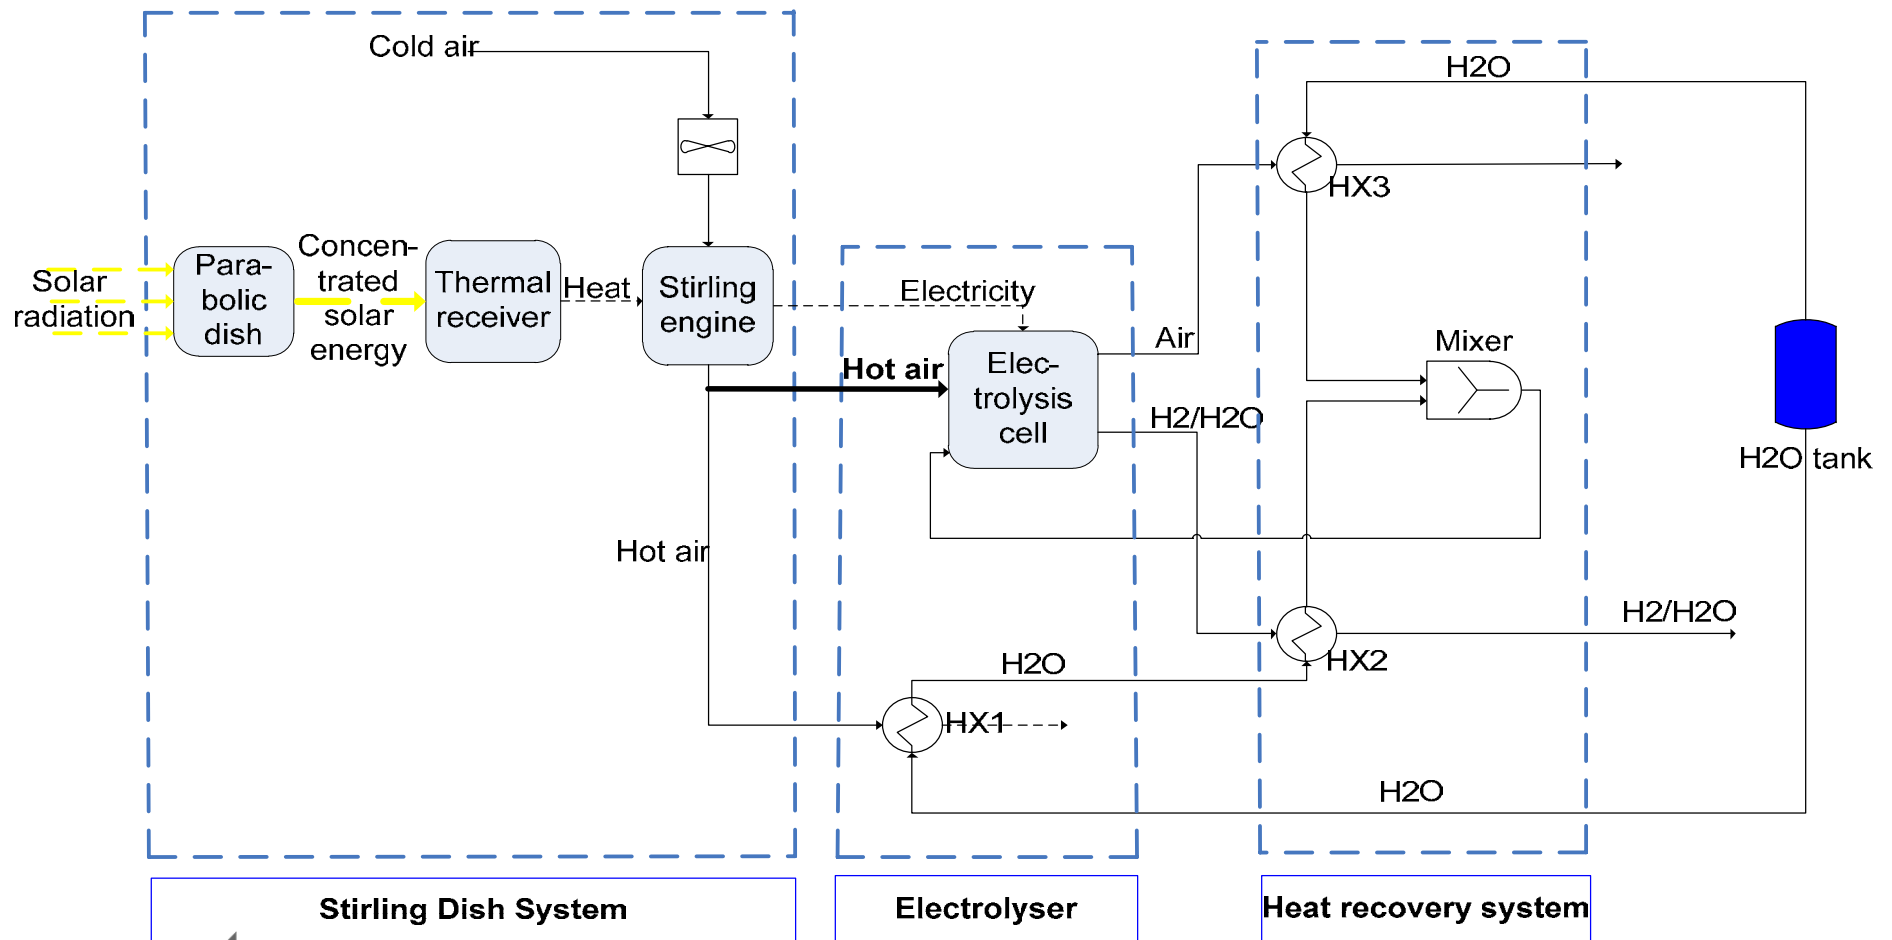 Cold air
H2O
HX3
Solar
radiation
Para-
bolic
dish
Concen-
trated
solar
energy
Thermal
receiver
Heat
Stirling
engine
Electricity
Hot air
Elec-
trolysis
cell
Air
H2/H2O
Mixer
H2O tank
Hot air
H2/H2O
H2O
HX2
HX1
H2O
Stirling Dish System
Electrolyser
Heat recovery system